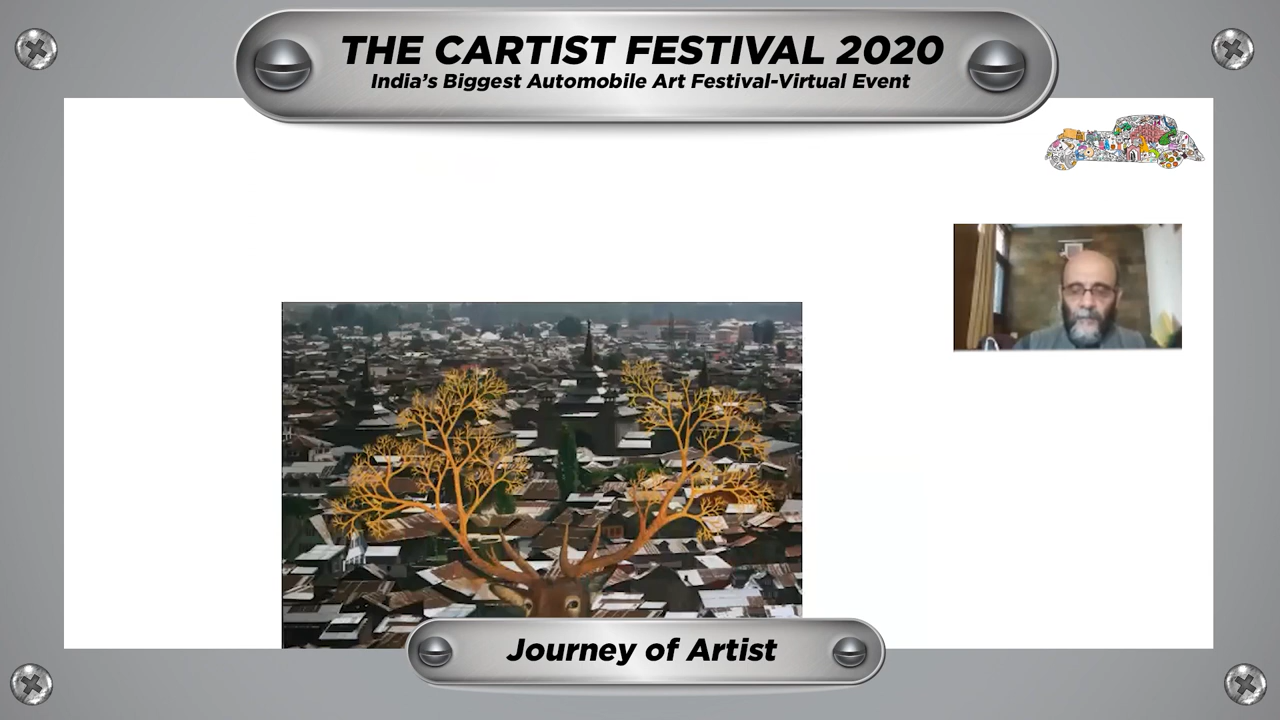 THE CARTIST FESTIVAL 2020
India's Biggest Automobile Art Festival-Virtual Event
Journey of Artist